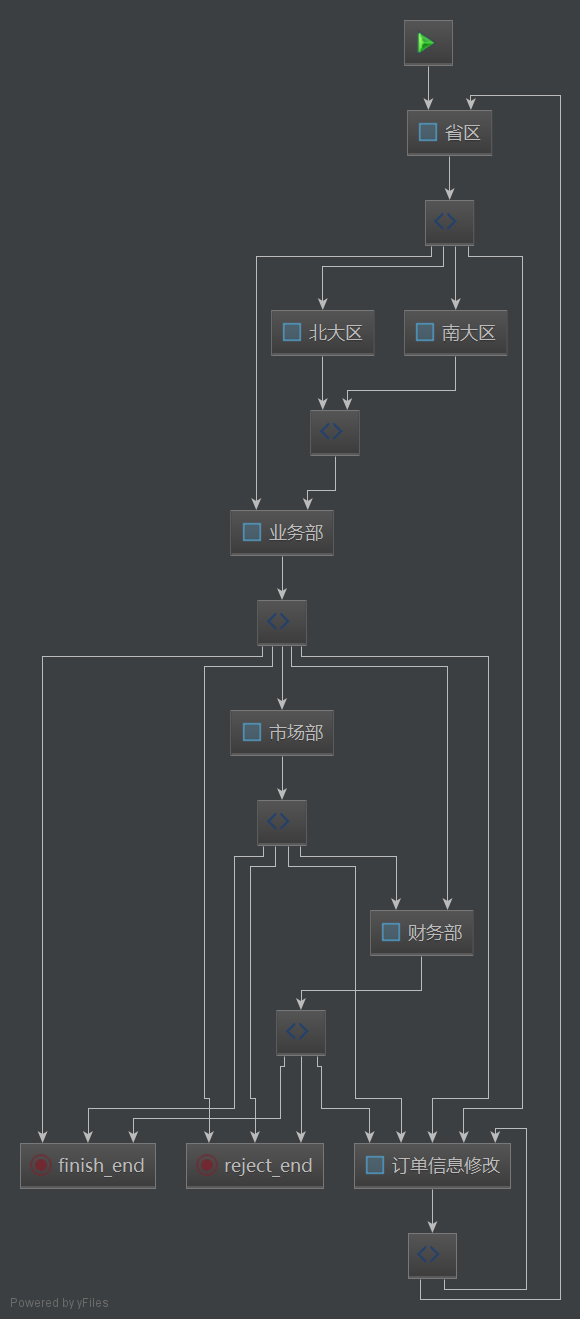 省区
北大区
南大区
业务部
市场部
财务部
finish_end
reject_end
订单信息修改
Powered by yFiles